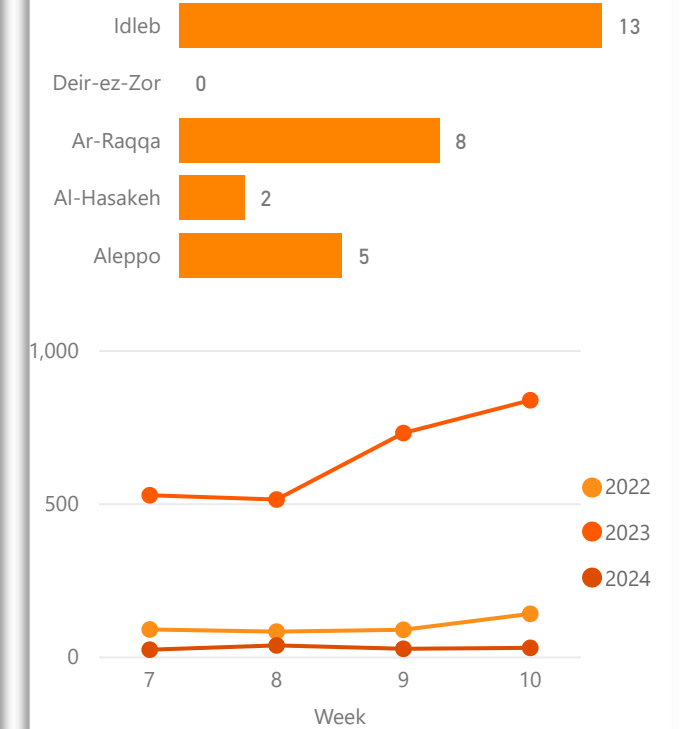 Idleb 13
Deir-ez-Zor 0
Ar-Raqqa 8
Al-Hasakeh 2
Aleppo 5
1,000
500
0
7 8 9 10
Week
2022
2023
2024